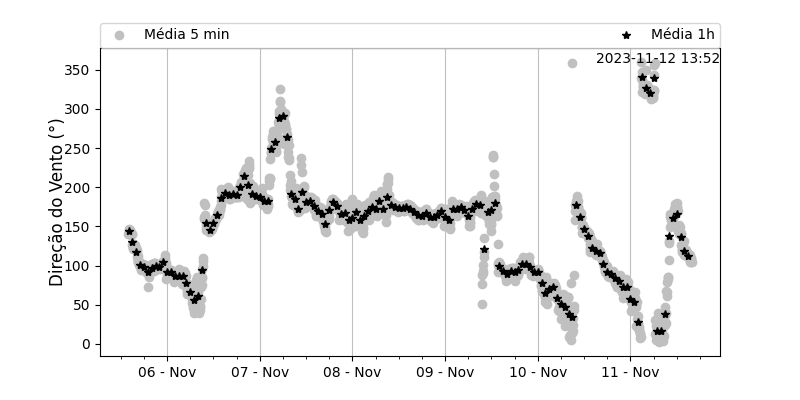 Média 5 min
Média 1h
2023-11-12 13:52
Direção do Vento (°)
350
300
250
200
150
100
50
0
06 - Nov
07 - Nov
08 - Nov
09 - Nov
10 - Nov
11 - Nov